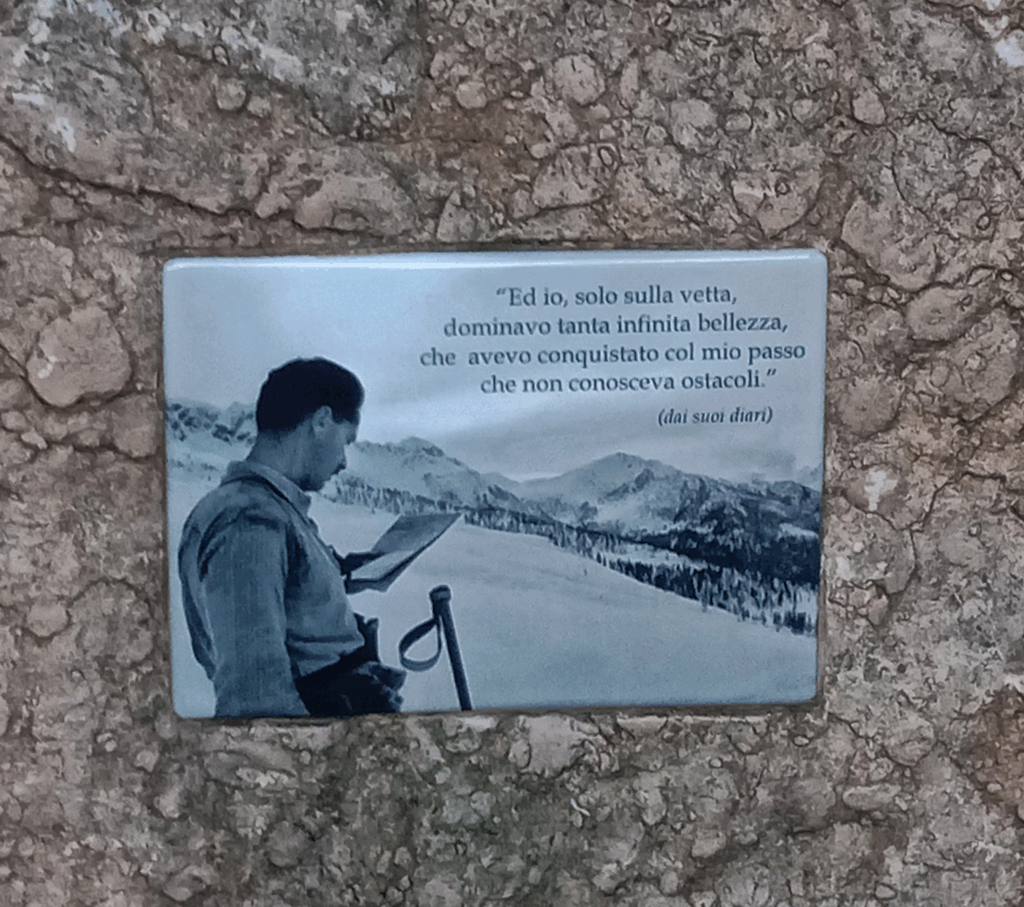 “Ed io, solo sulla vetta,
dominavo tanta infinita bellezza,
che avevo conquistato col mio passo
che non conosceva ostacoli.”
(dai suoi diari)